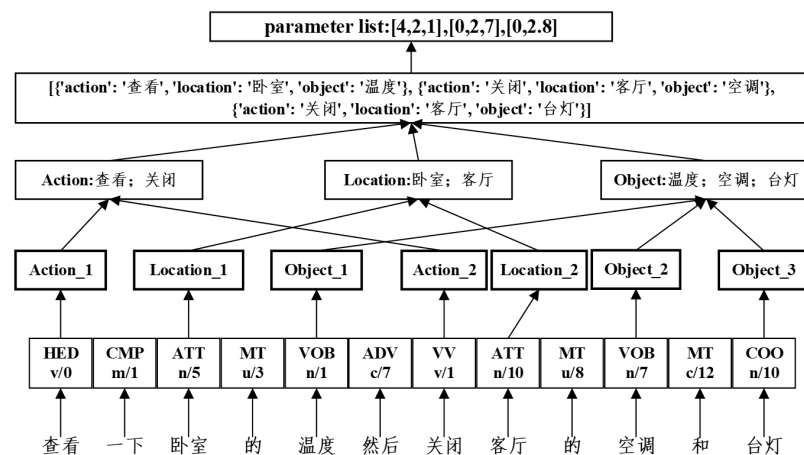 parameter list:[4,2,1],[0,2,7],[0,2.8]
[{'action': '查看', 'location': '卧室', 'object': '温度'}, {'action': '关闭', 'location': '客厅', 'object': '空调'},
{'action': '关闭', 'location': '客厅', 'object': '台灯'}]
Action:查看；关闭 Location:卧室；客厅 Object:温度；空调；台灯
Action_1 Location_1 Object_1 Action_2 Location_2 Object_2 Object_3
HED CMP ATT MT VOB ADV VV ATT MT VOB MT COO
v/0 m/1 n/5 u/3 n/1 c/7 v/1 n/10 u/8 n/7 c/12 n/10
查看 一下 卧室 的 温度 然后 关闭 客厅 的 空调 和 台灯